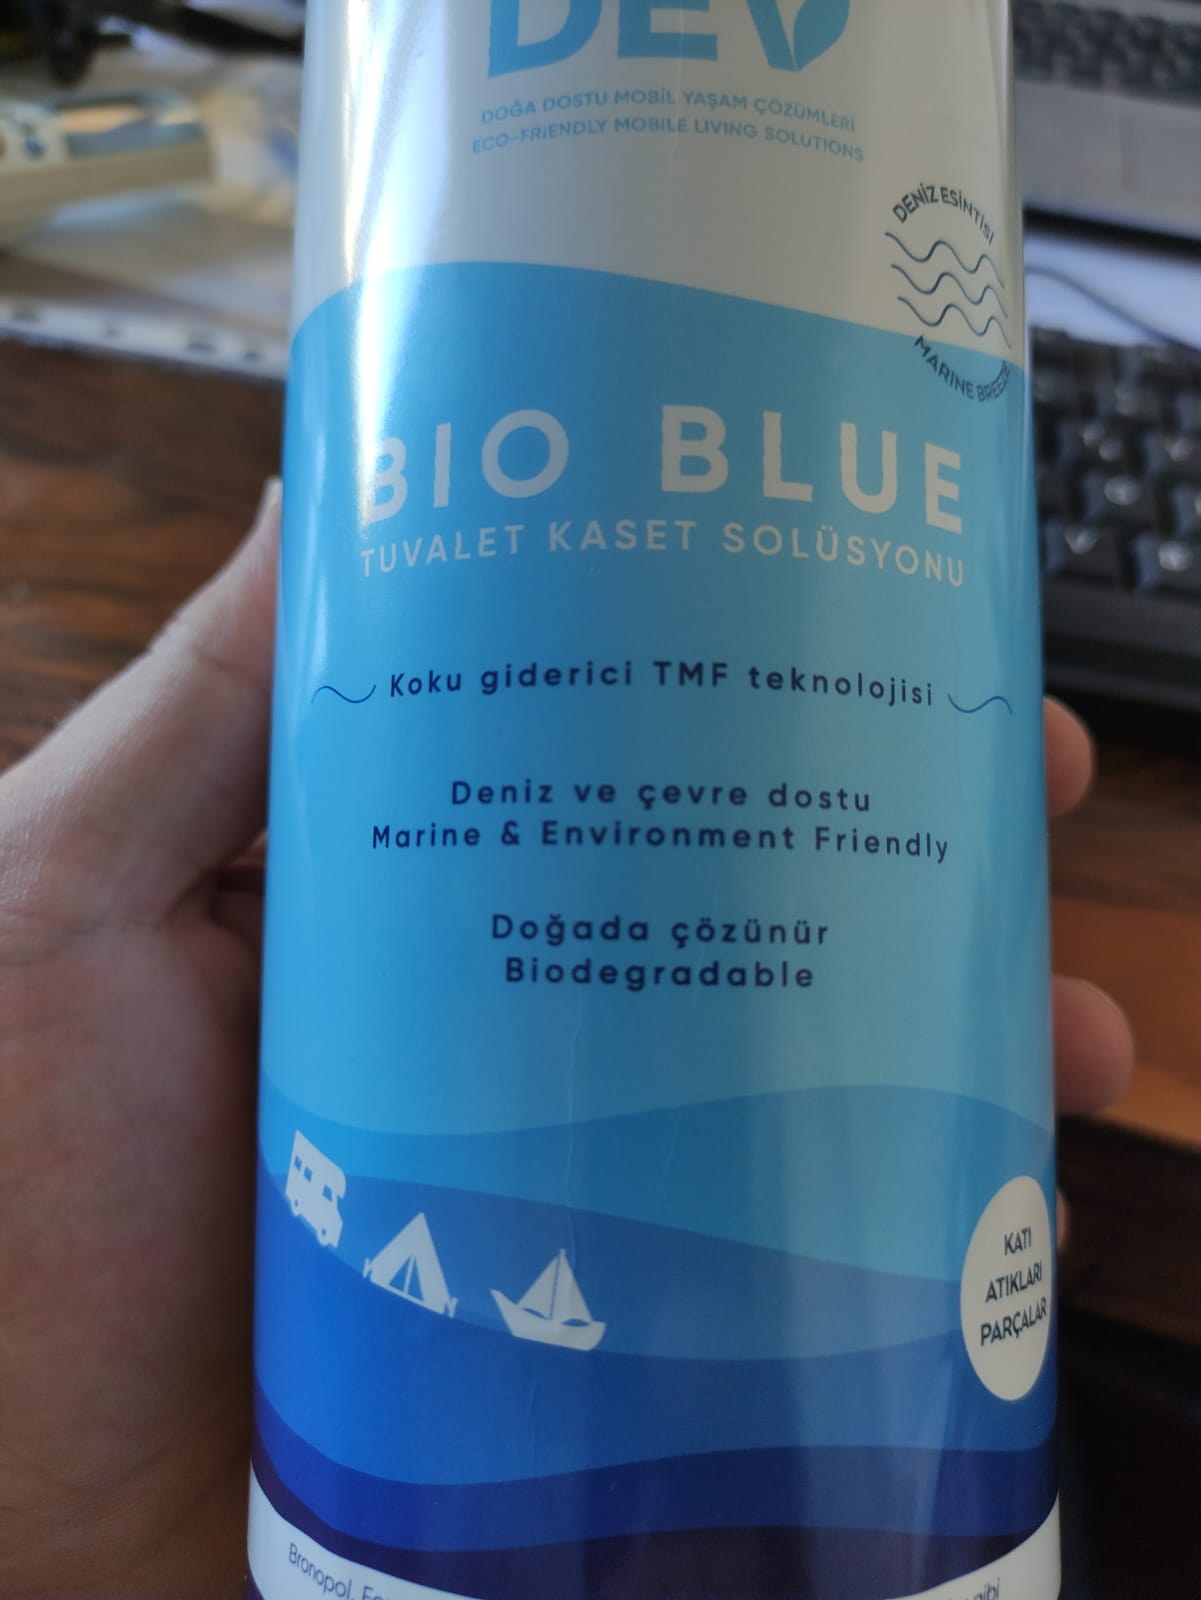 DEV
DOĞA DOSTU MOBİL YAŞAM ÇÖZÜMLERİ
ECO-FRIENDLY MOBILE LIVING SOLUTIONS
DENİZ ESİNTİSİ
MARINE BREEZE
BIO BLUE
TUVALET KASET SOLÜSYONU
Koku giderici TMF teknolojisi
Deniz ve çevre dostu
Marine & Environment Friendly
Doğada çözünür
Biodegradable
KATI
ATIKLARI
PARÇALAR
Bronopol,
gibi